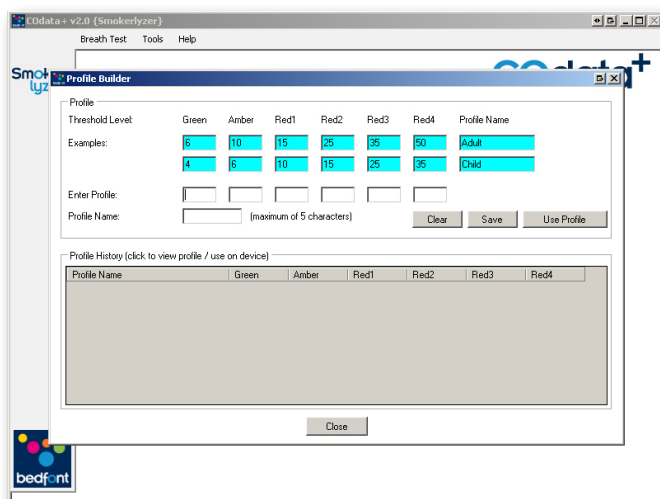 COdata+ v2.0 {Smokerlyzer}
Breath Test Tools Help
Profile Builder
Profile
Threshold Level: Green Amber Red1 Red2 Red3 Red4 Profile Name
Examples: 6 10 15 25 35 50 Adult
4 6 10 15 25 35 Child
Enter Profile:
Profile Name: (maximum of 5 characters) Clear Save Use Profile
Profile History (click to view profile / use on device)
Profile Name Green Amber Red1 Red2 Red3 Red4
Close
bedfont